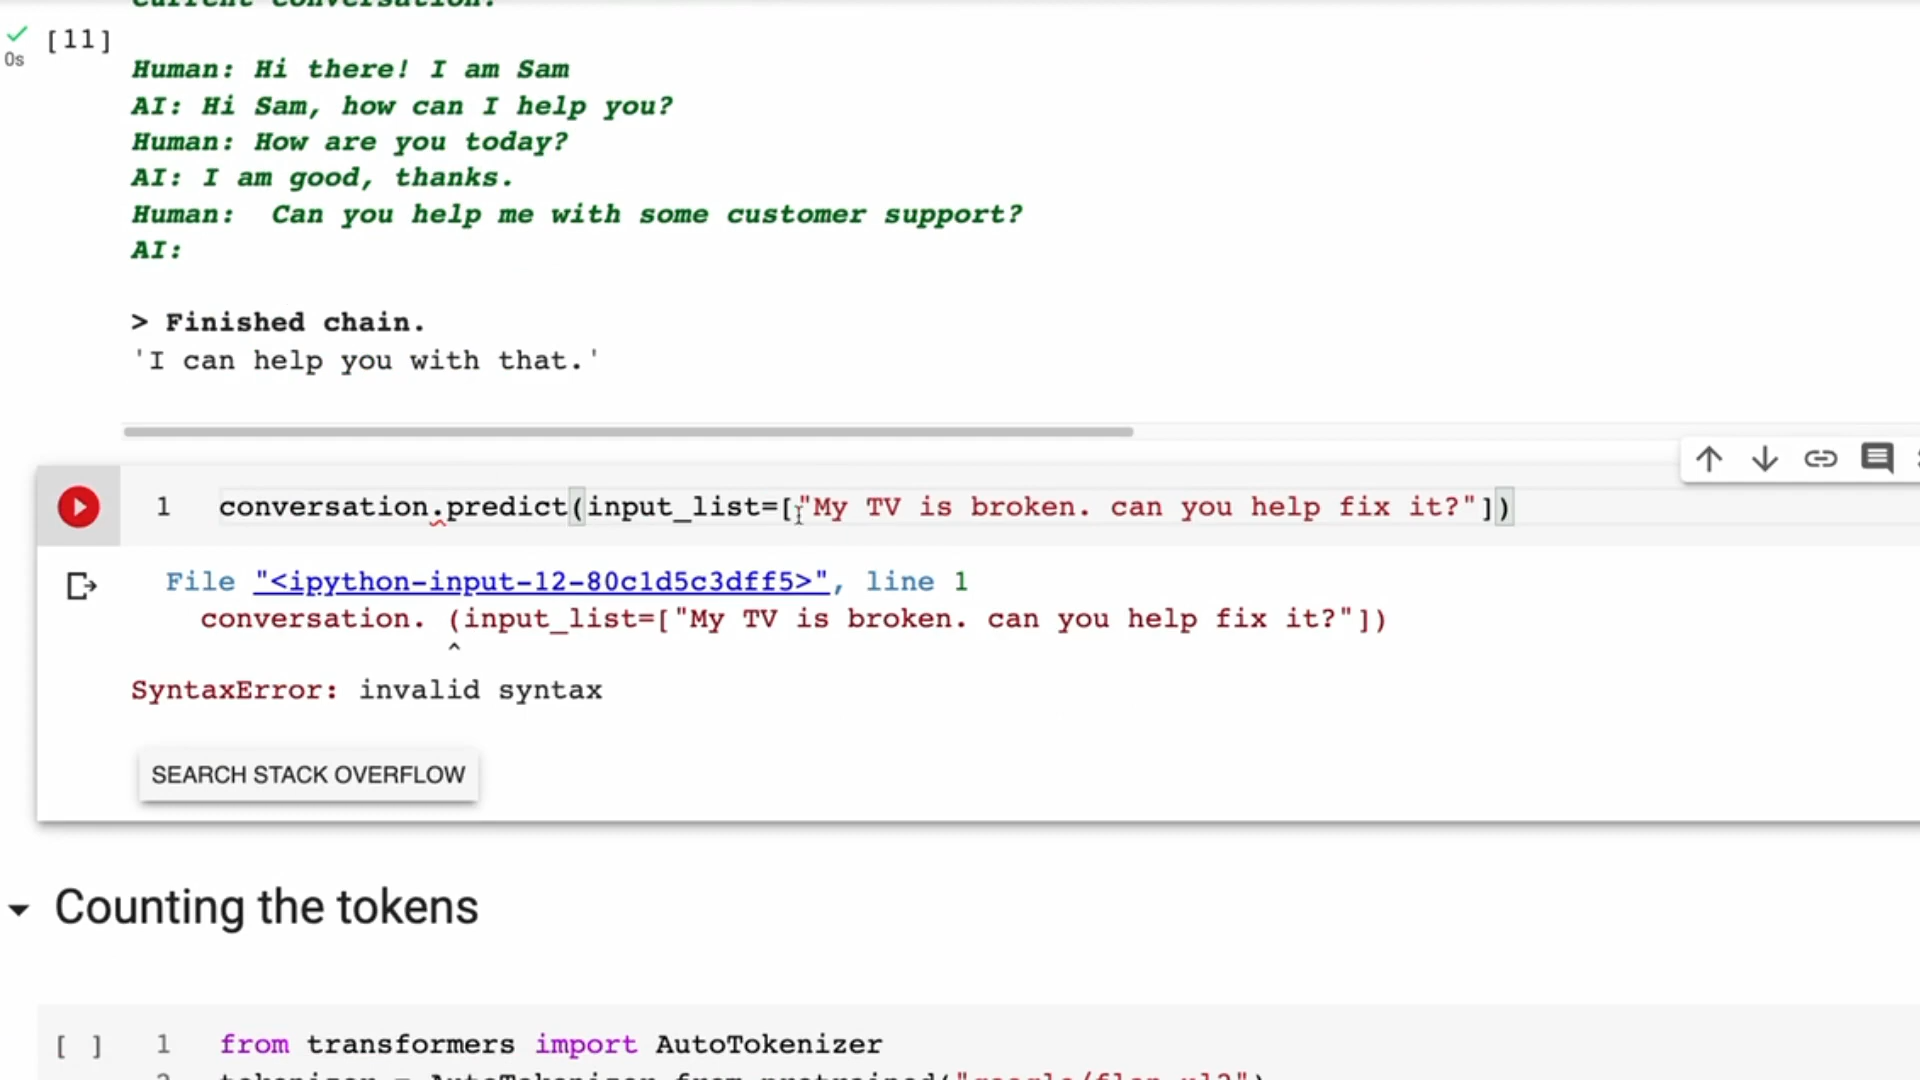 current conversation:
[11]
0s
Human: Hi there! I am Sam
AI: Hi Sam, how can I help you?
Human: How are you today?
AI: I am good, thanks.
Human:  Can you help me with some customer support?
AI:
> Finished chain.
'I can help you with that.'
1 conversation.predict(input_list=["My TV is broken. can you help fix it?"])
File "<ipython-input-12-80c1d5c3dff5>", line 1
conversation. (input_list=["My TV is broken. can you help fix it?"])
^
SyntaxError: invalid syntax
SEARCH STACK OVERFLOW
Counting the tokens
[ ] 1 from transformers import AutoTokenizer